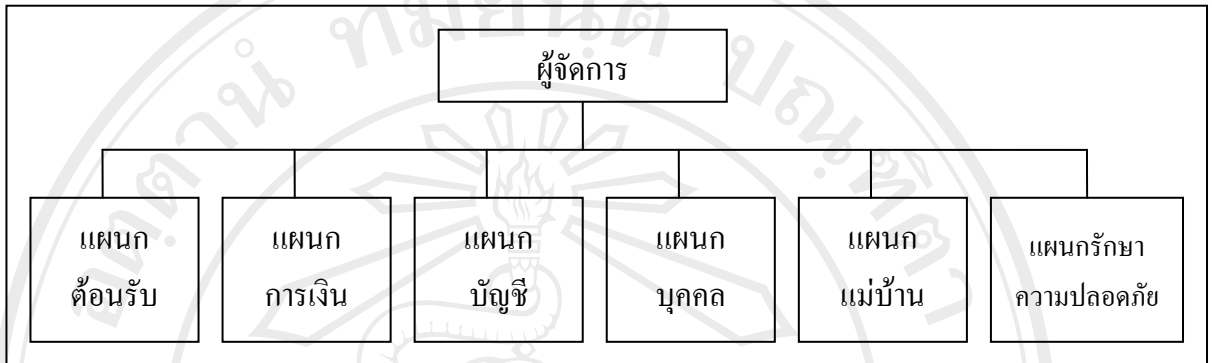 ผู้จัดการ
แผนก
ต้อนรับ
แผนก
การเงิน
แผนก
บัญชี
แผนก
บุคคล
แผนก
แม่บ้าน
แผนกรักษา
ความปลอดภัย